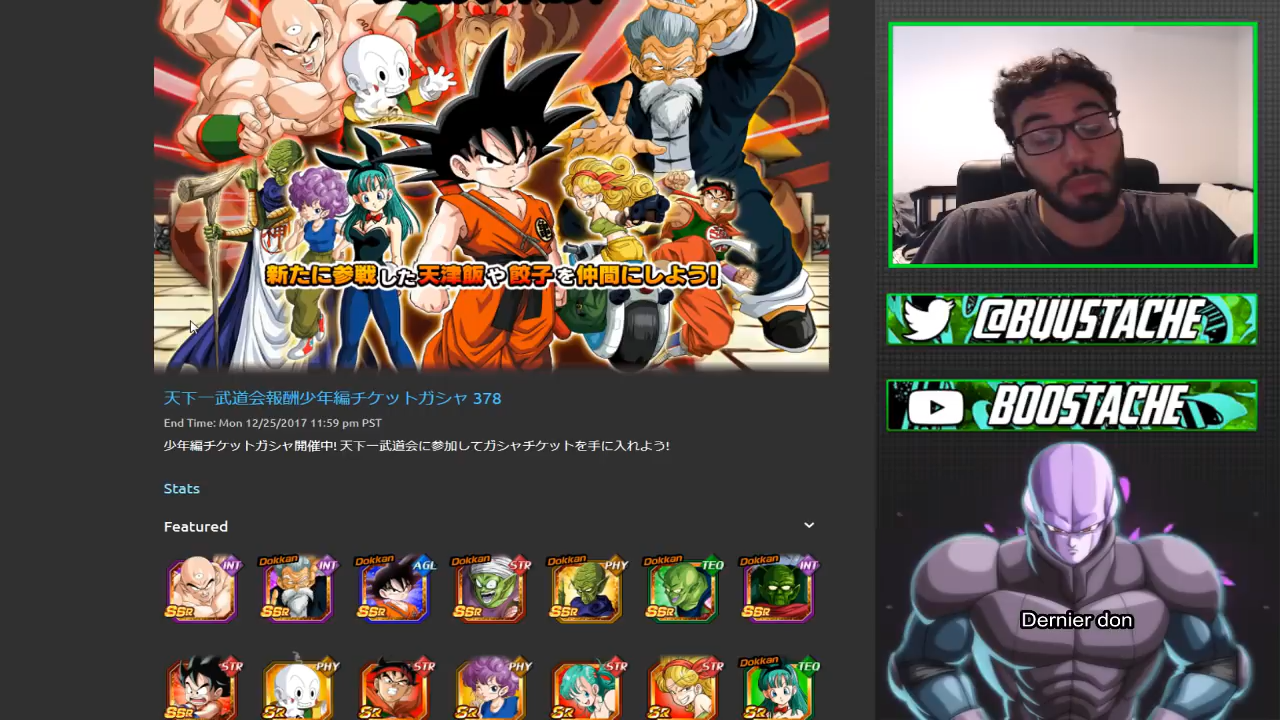 新たに参戦した天津飯や餃子を仲間にしよう!
天下一武道会報酬少年編チケットガシャ 378
End Time: Mon 12/25/2017 11:59 pm PST
少年編チケットガシャ開催中! 天下一武道会に参加してガシャチケットを手に入れよう!
Stats
Featured
INT SSR
Dokkan INT SSR
Dokkan AGL SSR
Dokkan STR SSR
Dokkan PHY SSR
Dokkan TEQ SSR
Dokkan INT SSR
STR SSR
PHY SR
STR SR
PHY SR
STR SR
STR SR
Dokkan TEQ SR
@BUUSTACHE
BOOSTACHE
Dernier don